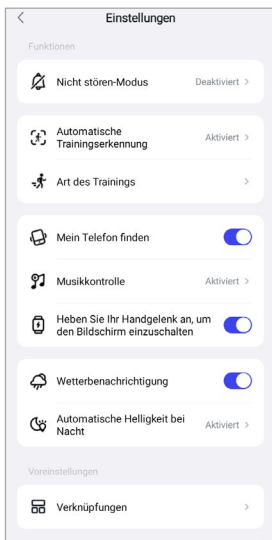 Einstellungen
Funktionen
Nicht stören-Modus
Deaktiviert
Automatische
Trainingserkennung
Aktiviert
Art des Trainings
Mein Telefon finden
Musikkontrolle
Aktiviert
Heben Sie Ihr Handgelenk an, um
den Bildschirm einzuschalten
Wetterbenachrichtigung
Automatische Helligkeit bei
Nacht
Aktiviert
Voreinstellungen
Verknüpfungen